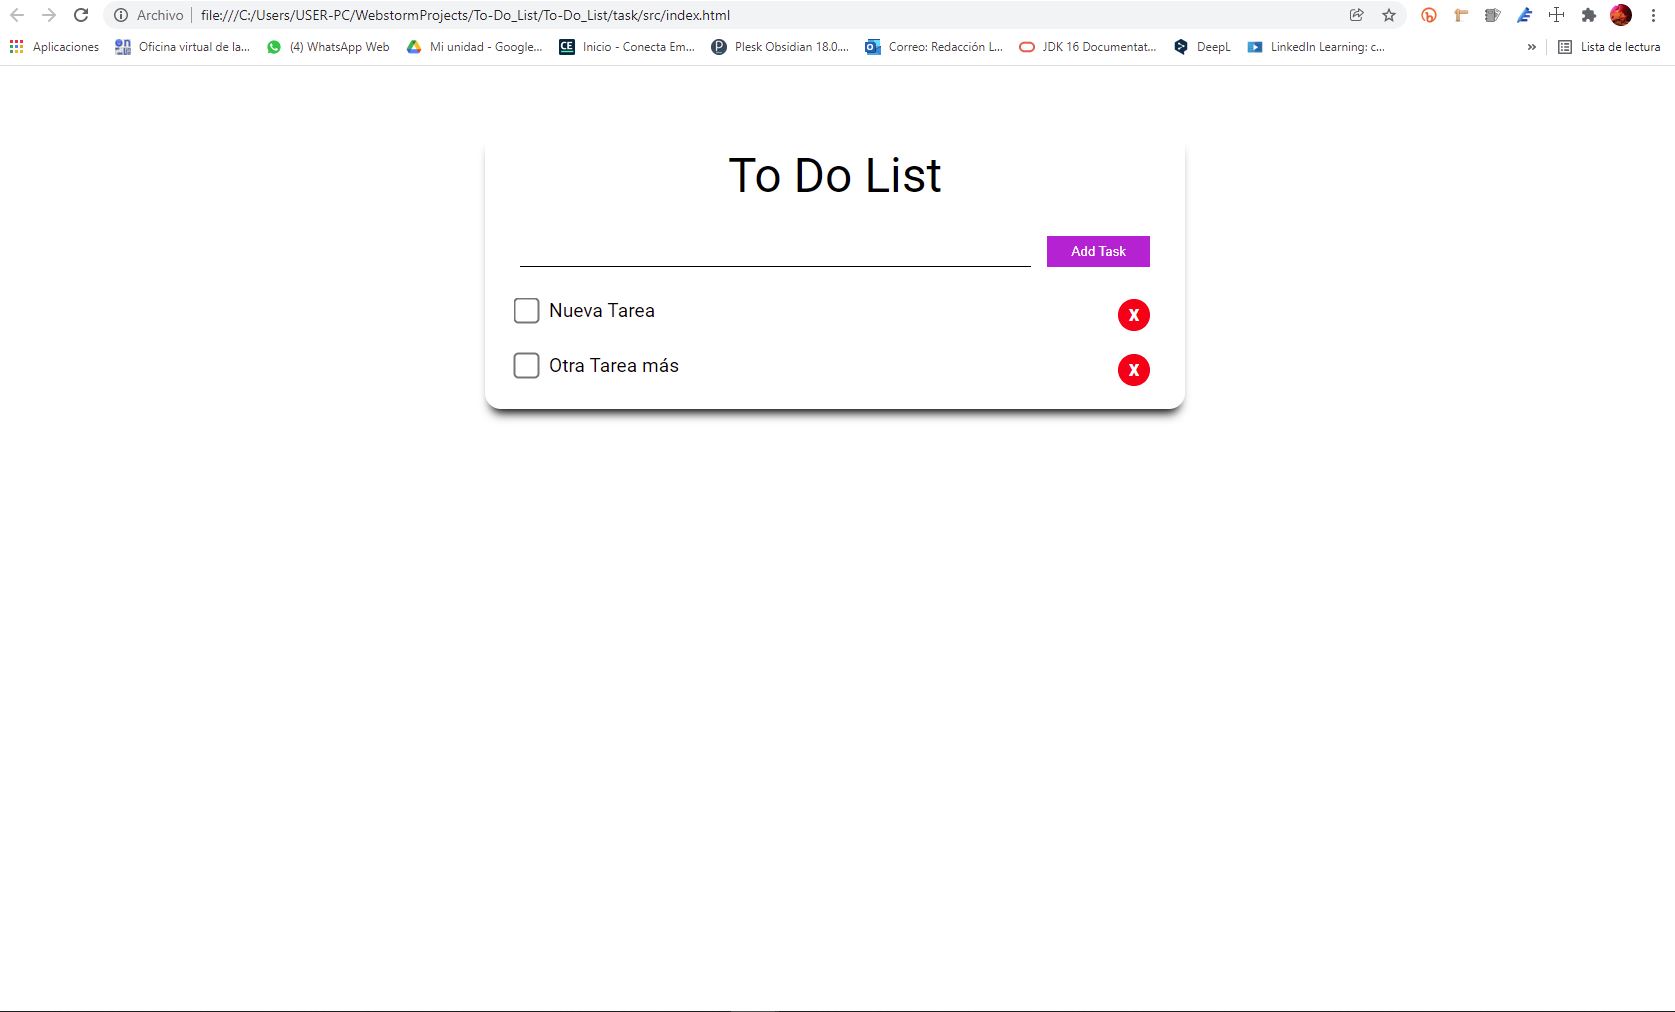 Archivo file:///C:/Users/USER-PC/WebstormProjects/To-Do_List/To-Do_List/task/src/index.html
Aplicaciones Oficina virtual de la... (4) WhatsApp Web Mi unidad - Google... CE Inicio - Conecta Em... P Plesk Obsidian 18.0.... Correo: Redacción L... JDK 16 Documentat... DeepL LinkedIn Learning: c... » Lista de lectura
To Do List
Add Task
Nueva Tarea X
Otra Tarea más X